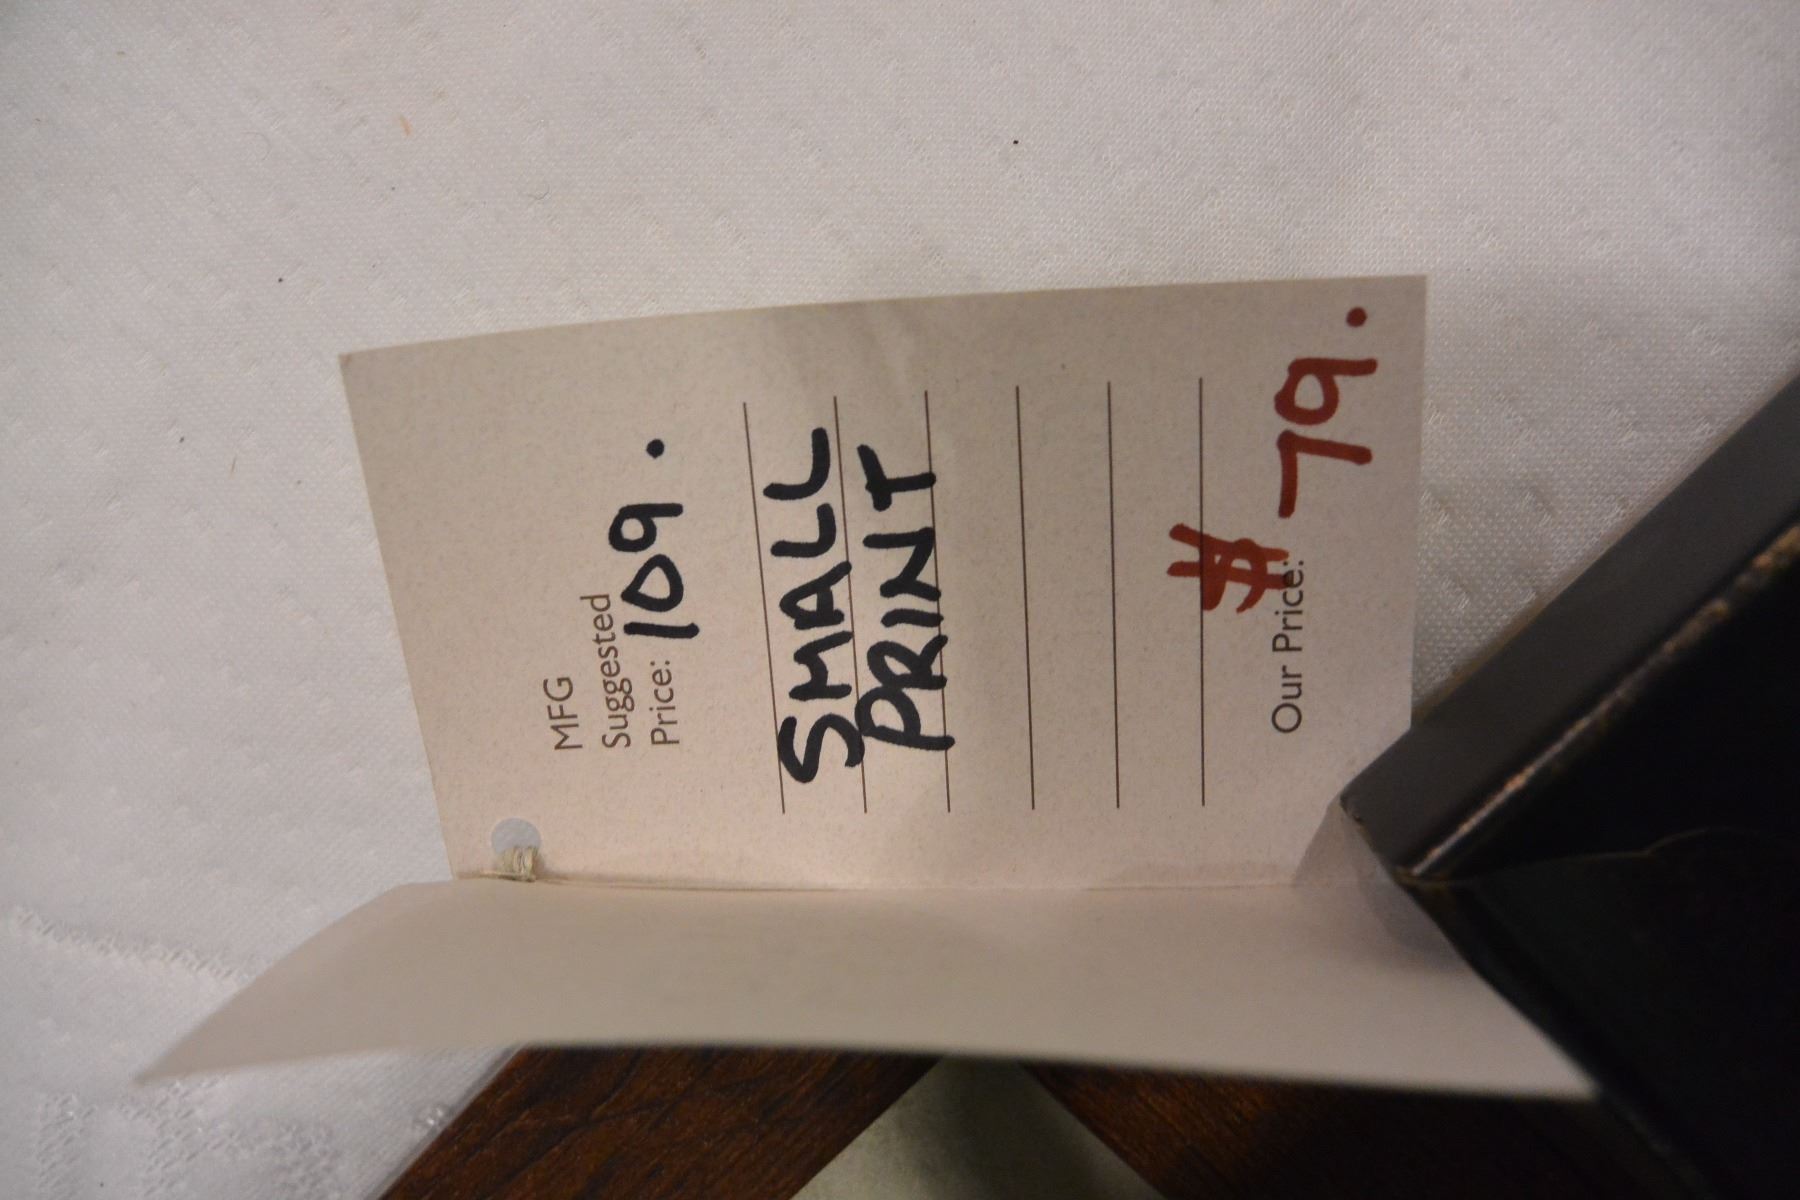 MFG
Suggested
Price: 109.
SMALL
PRINT
$79.
Our Price: